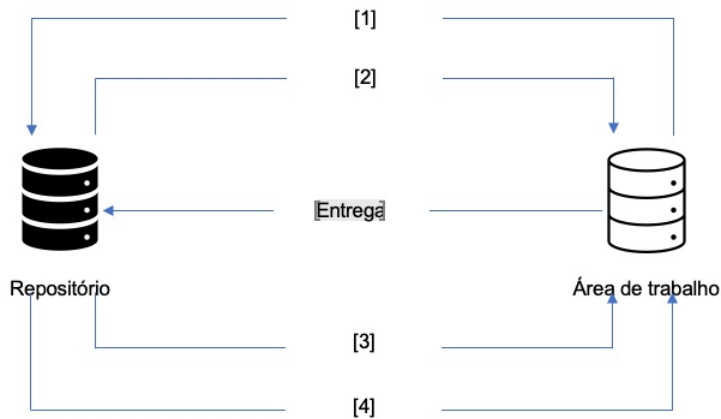 [1]
[2]
[Entrega]
Repositório
Área de trabalho
[3]
[4]